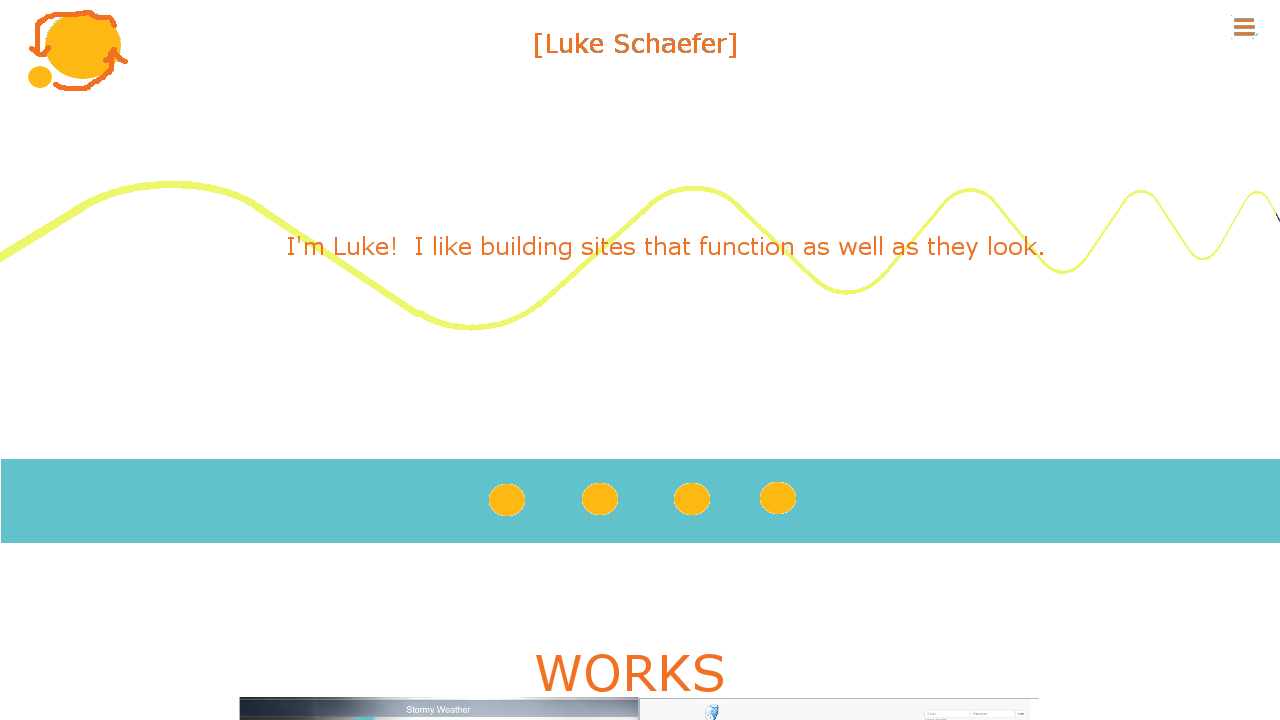 [Luke Schaefer]
I'm Luke!  I like building sites that function as well as they look.
WORKS
Stormy Weather